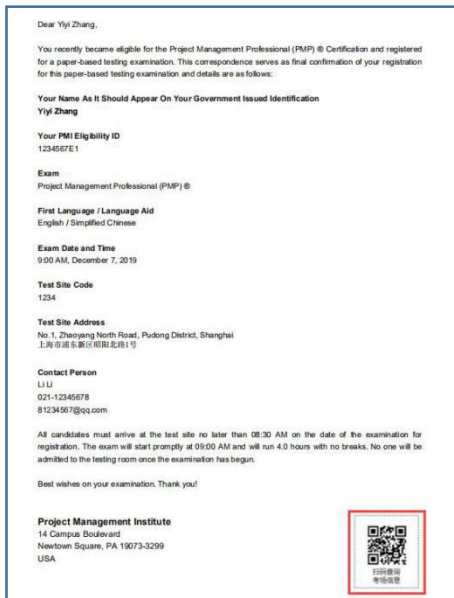 Dear Yiyi Zhang,
You recently became eligible for the Project Management Professional (PMP) ® Certification and registered
for a paper-based testing examination. This correspondence serves as final confirmation of your registration
for this paper-based testing examination and details are as follows:
Your Name As It Should Appear On Your Government Issued Identification
Yiyi Zhang
Your PMI Eligibility ID
1234567E1
Exam
Project Management Professional (PMP) ®
First Language / Language Aid
English / Simplified Chinese
Exam Date and Time
9:00 AM, December 7, 2019
Test Site Code
1234
Test Site Address
No.1, Zhaoyang North Road, Pudong District, Shanghai
上海市浦东新区昭阳北路1号
Contact Person
Li Li
021-12345678
81234567@qq.com
All candidates must arrive at the test site no later than 08:30 AM on the date of the examination for
registration. The exam will start promptly at 09:00 AM and will run 4.0 hours with no breaks. No one will be
admitted to the testing room once the examination has begun.
Best wishes on your examination. Thank you!
Project Management Institute
14 Campus Boulevard
Newtown Square, PA 19073-3299
USA
扫码查询
考场信息